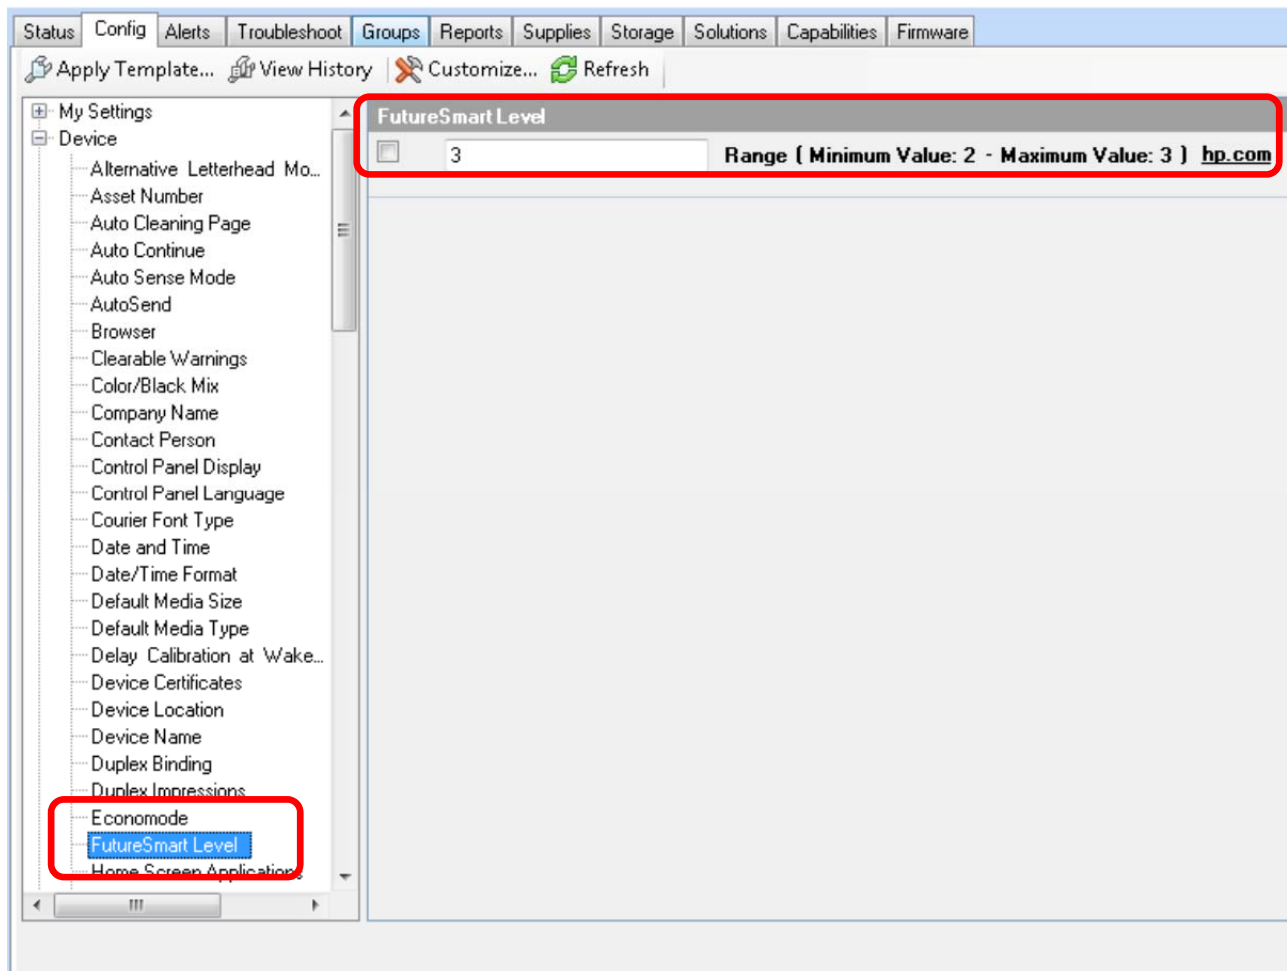 Status Config Alerts Troubleshoot Groups Reports Supplies Storage Solutions Capabilities Firmware
Apply Template... View History Customize... Refresh
My Settings
Device
Alternative Letterhead Mo...
Asset Number
Auto Cleaning Page
Auto Continue
Auto Sense Mode
AutoSend
Browser
Clearable Warnings
Color/Black Mix
Company Name
Contact Person
Control Panel Display
Control Panel Language
Courier Font Type
Date and Time
Date/Time Format
Default Media Size
Default Media Type
Delay Calibration at Wake...
Device Certificates
Device Location
Device Name
Duplex Binding
Duplex Impressions
Economode
FutureSmart Level
Home Screen Applications
FutureSmart Level
3 Range ( Minimum Value: 2 - Maximum Value: 3 ) hp.com